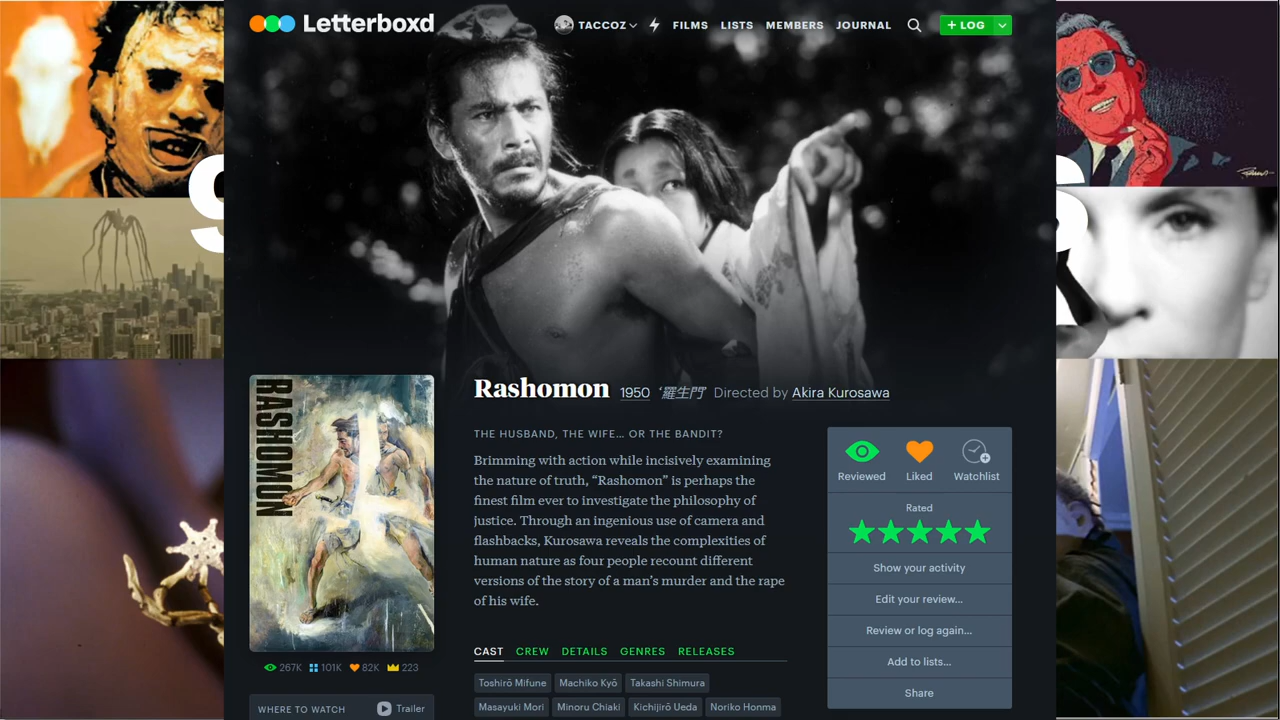 Letterboxd
TACCOZ FILMS LISTS MEMBERS JOURNAL + LOG
Rashomon 1950 ‘羅生門’ Directed by Akira Kurosawa
RASHOMON
THE HUSBAND, THE WIFE… OR THE BANDIT?
Brimming with action while incisively examining
the nature of truth, “Rashomon” is perhaps the
finest film ever to investigate the philosophy of
justice. Through an ingenious use of camera and
flashbacks, Kurosawa reveals the complexities of
human nature as four people recount different
versions of the story of a man’s murder and the rape
of his wife.
Reviewed Liked Watchlist
Rated
Show your activity
Edit your review…
Review or log again…
Add to lists…
Share
267K 101K 82K 223
WHERE TO WATCH Trailer
CAST CREW DETAILS GENRES RELEASES
Toshirō Mifune Machiko Kyō Takashi Shimura
Masayuki Mori Minoru Chiaki Kichijirō Ueda Noriko Honma